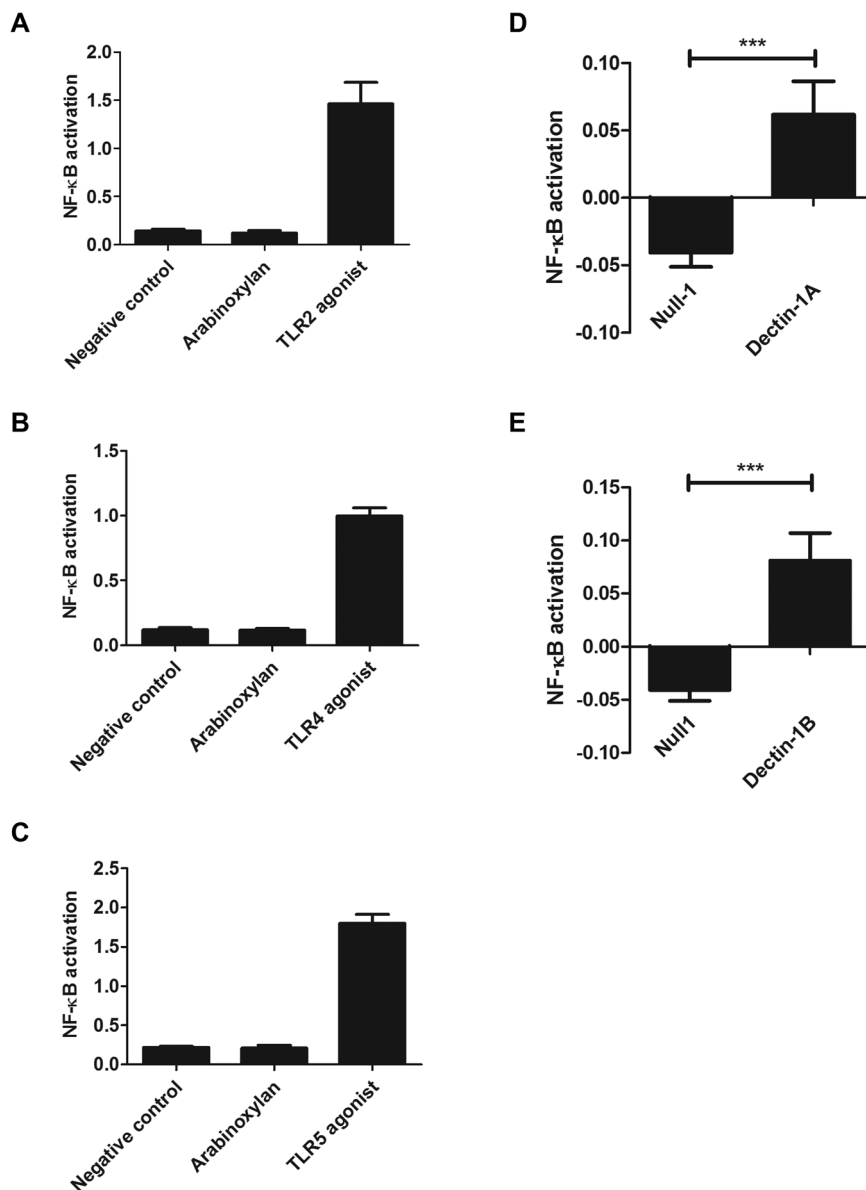 A
NF-κB activation
2.0
1.5
1.0
0.5
0.0
Negative control
Arabinoxylan
TLR2 agonist
B
NF-κB activation
1.5
1.0
0.5
0.0
Negative control
Arabinoxylan
TLR4 agonist
C
NF-κB activation
2.5
2.0
1.5
1.0
0.5
0.0
Negative control
Arabinoxylan
TLR5 agonist
D
***
NF-κB activation
0.10
0.05
0.00
-0.05
-0.10
Null-1
Dectin-1A
E
***
NF-κB activation
0.15
0.10
0.05
0.00
-0.05
-0.10
Null1
Dectin-1B